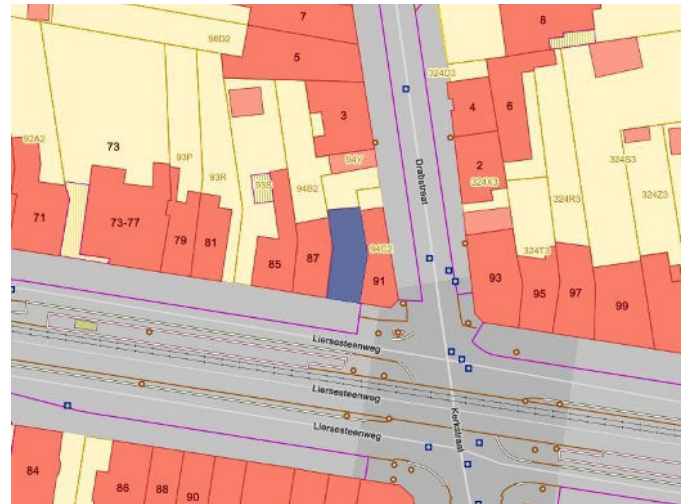 7
8
98D2
5
324D3
3
4
6
92A2
73
93P
94Y
2
324S3
93R
93S
94B2
Drabstraat
324X3
324R3
324Z3
71
73-77
79
81
85
87
94C2
91
93
324T3
95
97
99
Liersesteenweg
Liersesteenweg
Liersesteenweg
Kerkstraat
84
86
88
90